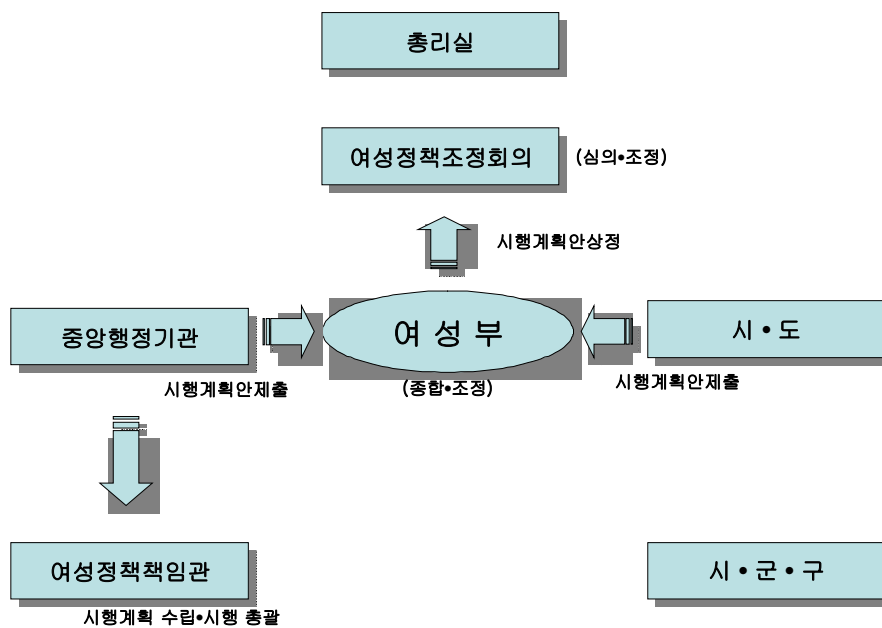 총리실
여성정책조정회의
(심의•조정)
시행계획안상정
중앙행정기관
여 성 부
시 • 도
시행계획안제출
(종합•조정)
시행계획안제출
여성정책책임관
시 • 군 • 구
시행계획 수립•시행 총괄